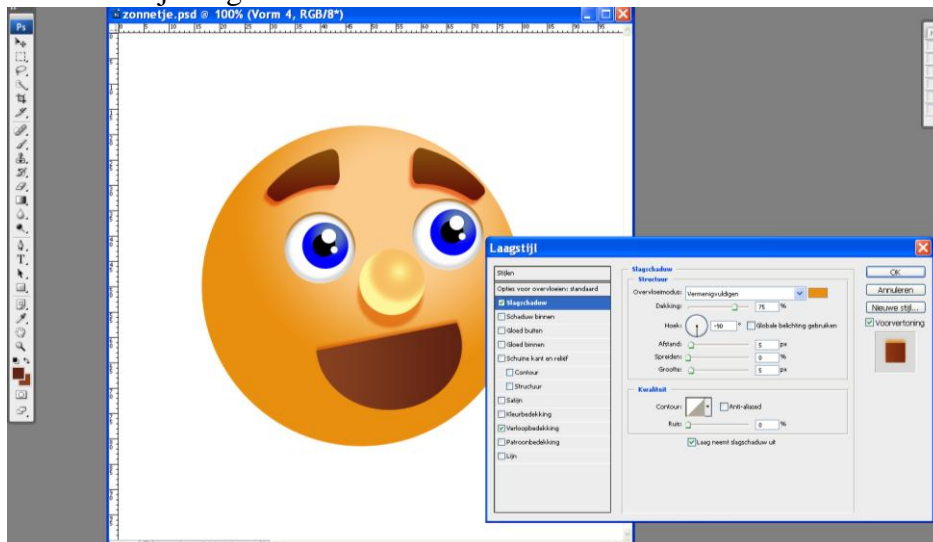 zonnetje.psd @ 100% (Vorm 4, RGB/8*)
Ps
Laagstijl
Stijlen
Opties voor overvloeien: standaard
Slagschaduw
Schaduw binnen
Gloed buiten
Gloed binnen
Schuine kant en reliëf
Contour
Structuur
Satijn
Kleurbedekking
Verloopbedekking
Patroonbedekking
Lijn
Slagschaduw
Structuur
Overvloeimodus: Vermenigvuldigen
Dekking: 75 %
Hoek: -90 ° Globale belichting gebruiken
Afstand: 5 px
Spreiden: 0 %
Grootte: 5 px
Kwaliteit
Contour: Anti-aliased
Ruis: 0 %
Laag neemt slagschaduw uit
OK
Annuleren
Nieuwe stijl...
Voorvertoning